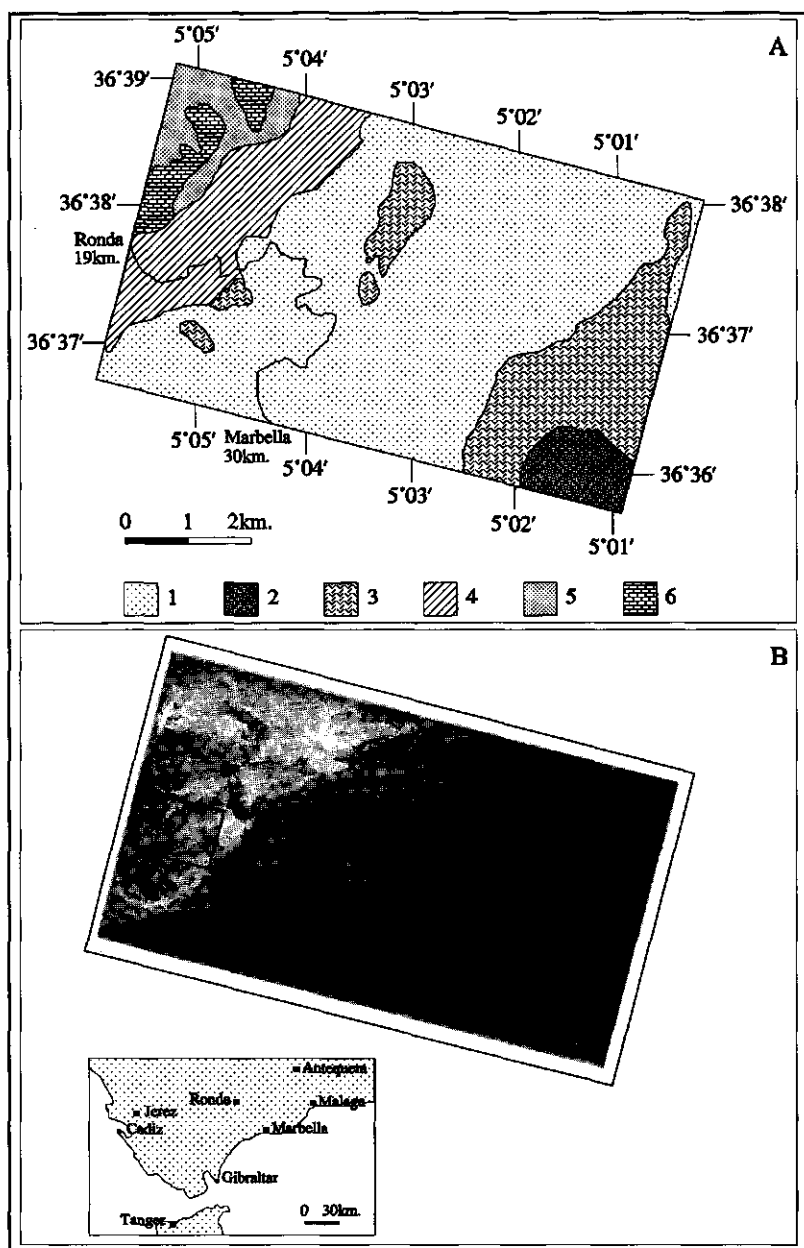 A
5°05′
5°04′
36°39′
5°03′
5°02′
5°01′
36°38′
36°38′
Ronda
19km.
36°37′
36°37′
5°05′
Marbella
30km.
5°04′
5°03′
36°36′
5°02′
5°01′
0 1 2km.
1 2 3 4 5 6
B
Antequera
Ronda
Malaga
Jerez
Cadiz
Marbella
Gibraltar
Tanger
0 30km.